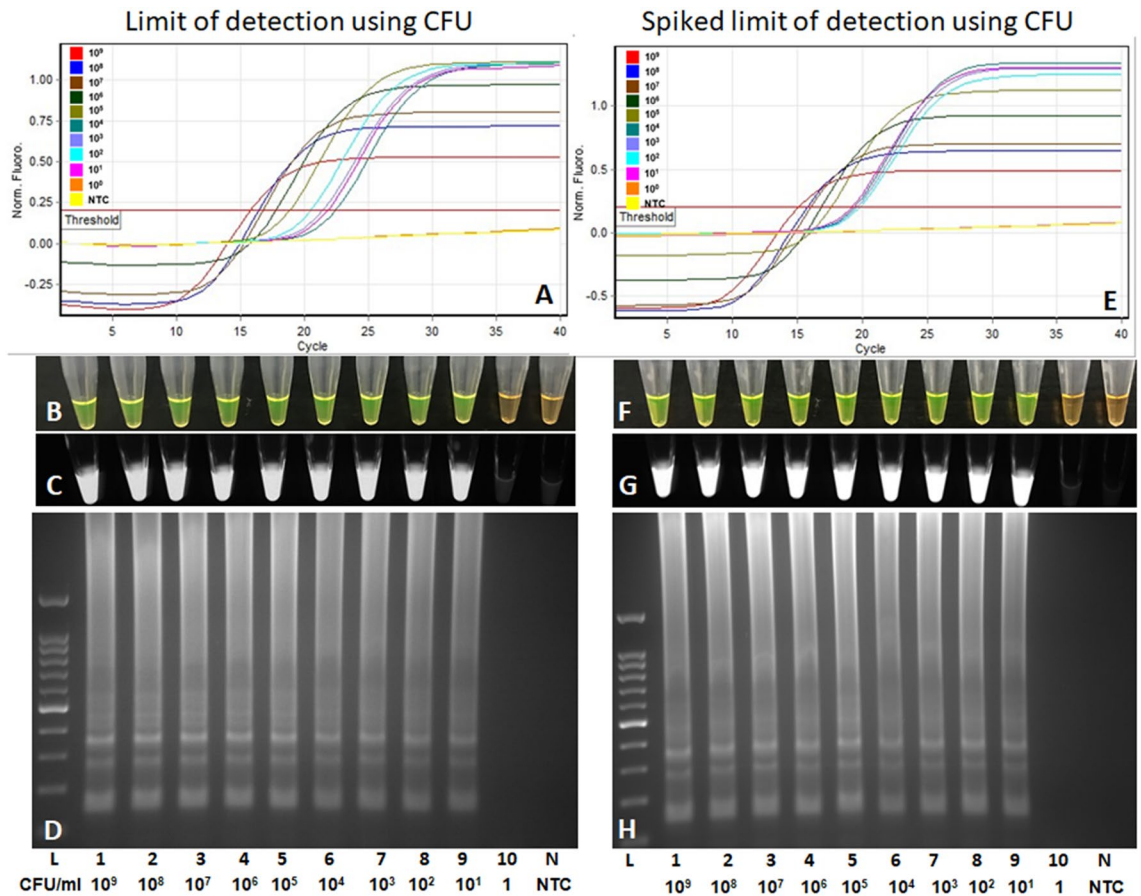 Limit of detection using CFU
Spiked limit of detection using CFU
10⁹
10⁸
10⁷
10⁶
10⁵
10⁴
10³
10²
10¹
10⁰
NTC
Threshold
Norm. Fluoro.
1.00
0.75
0.50
0.25
0.00
-0.25
5 10 15 20 25 30 35 40
Cycle
A
10⁹
10⁸
10⁷
10⁶
10⁵
10⁴
10³
10²
10¹
10⁰
NTC
Threshold
Norm. Fluoro.
1.0
0.5
0.0
-0.5
5 10 15 20 25 30 35 40
Cycle
E
B
F
C
G
D
H
L 1 2 3 4 5 6 7 8 9 10 N
CFU/ml 10⁹ 10⁸ 10⁷ 10⁶ 10⁵ 10⁴ 10³ 10² 10¹ 1 NTC
L 1 2 3 4 5 6 7 8 9 10 N
10⁹ 10⁸ 10⁷ 10⁶ 10⁵ 10⁴ 10³ 10² 10¹ 1 NTC